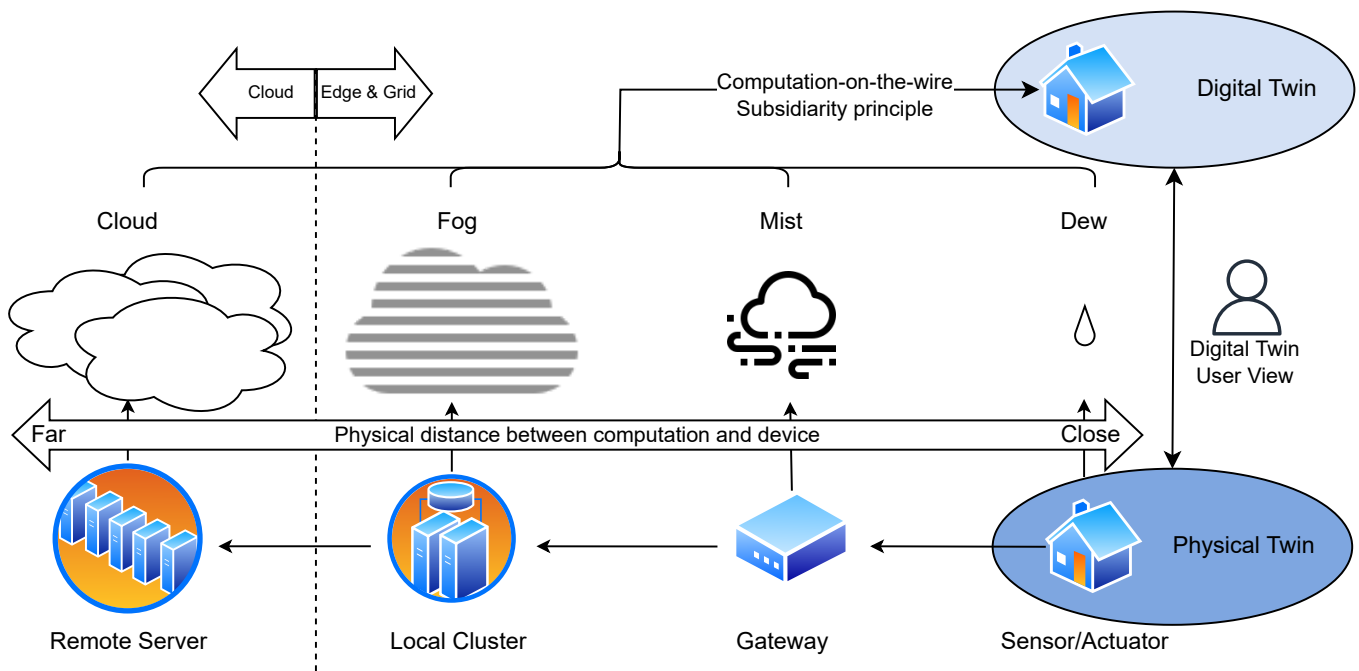 Cloud
Edge & Grid
Computation-on-the-wire
Subsidiarity principle
Digital Twin
Cloud
Fog
Mist
Dew
Digital Twin
User View
Far
Physical distance between computation and device
Close
Physical Twin
Remote Server
Local Cluster
Gateway
Sensor/Actuator